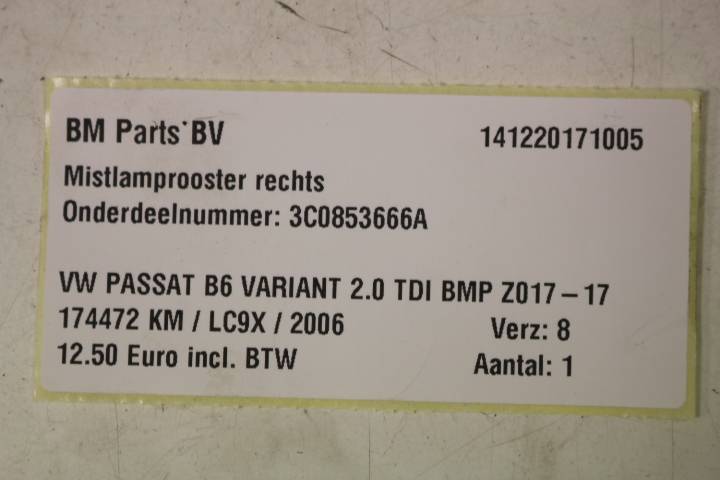 BM Parts BV 141220171005
Mistlamprooster rechts
Onderdeelnummer: 3C0853666A
VW PASSAT B6 VARIANT 2.0 TDI BMP Z017-17
174472 KM / LC9X / 2006 Verz: 8
12.50 Euro incl. BTW Aantal: 1